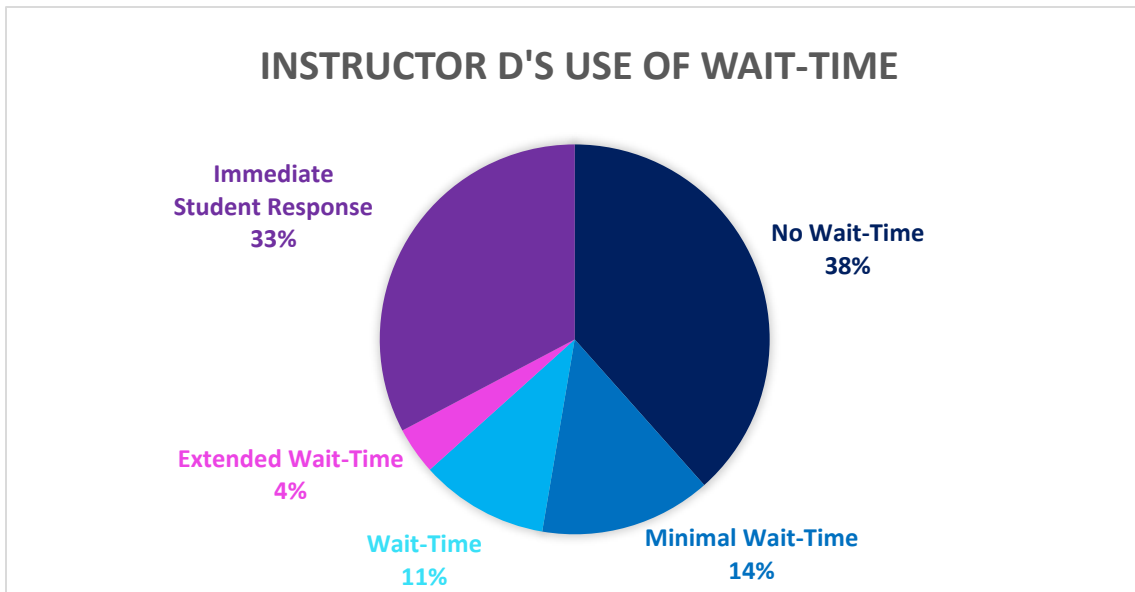 INSTRUCTOR D'S USE OF WAIT-TIME
Immediate
Student Response
33%
No Wait-Time
38%
Extended Wait-Time
4%
Wait-Time
11%
Minimal Wait-Time
14%